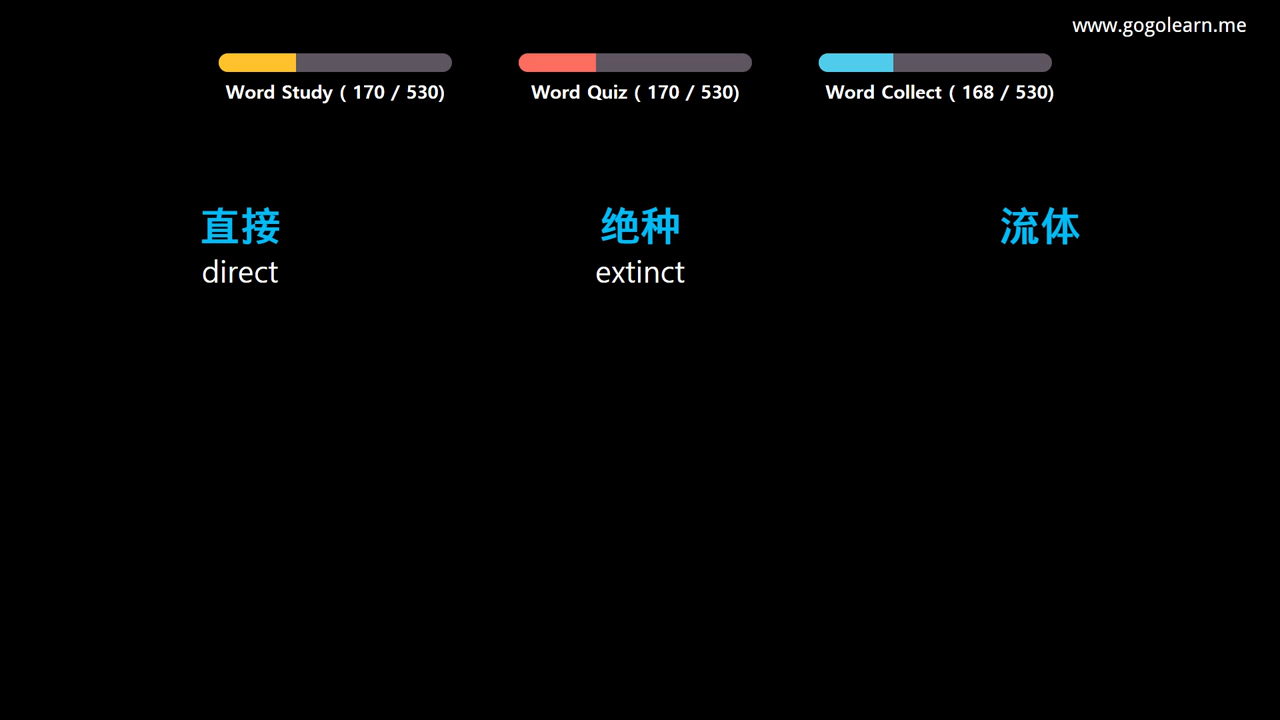 www.gogolearn.me
Word Study ( 170 / 530)
Word Quiz ( 170 / 530)
Word Collect ( 168 / 530)
直接
direct
绝种
extinct
流体